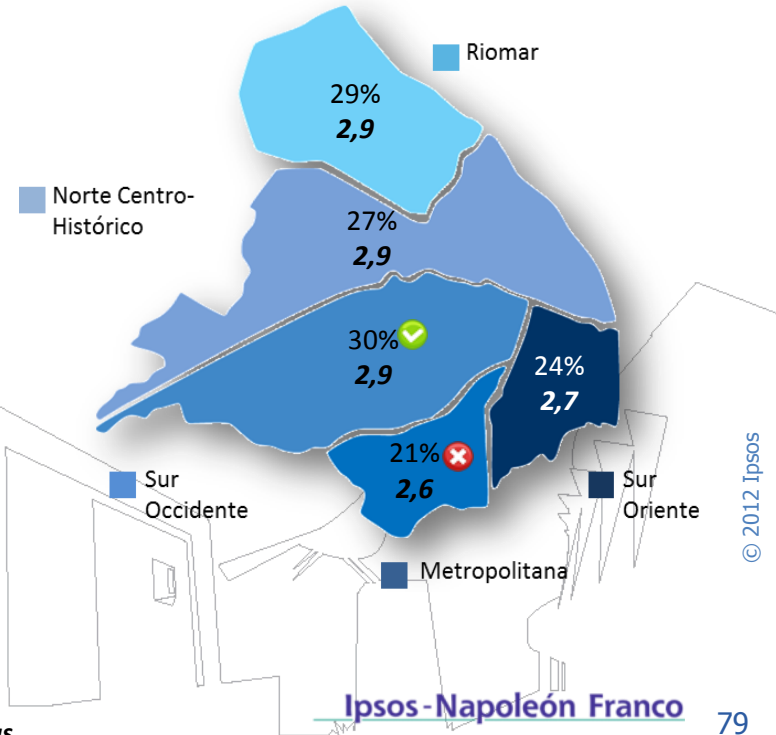 Riomar
29%
2,9
Norte Centro-
Histórico
27%
2,9
30%
2,9
24%
2,7
21%
2,6
Sur
Occidente
Sur
Oriente
Metropolitana
© 2012 Ipsos
Ipsos-Napoleón Franco
79